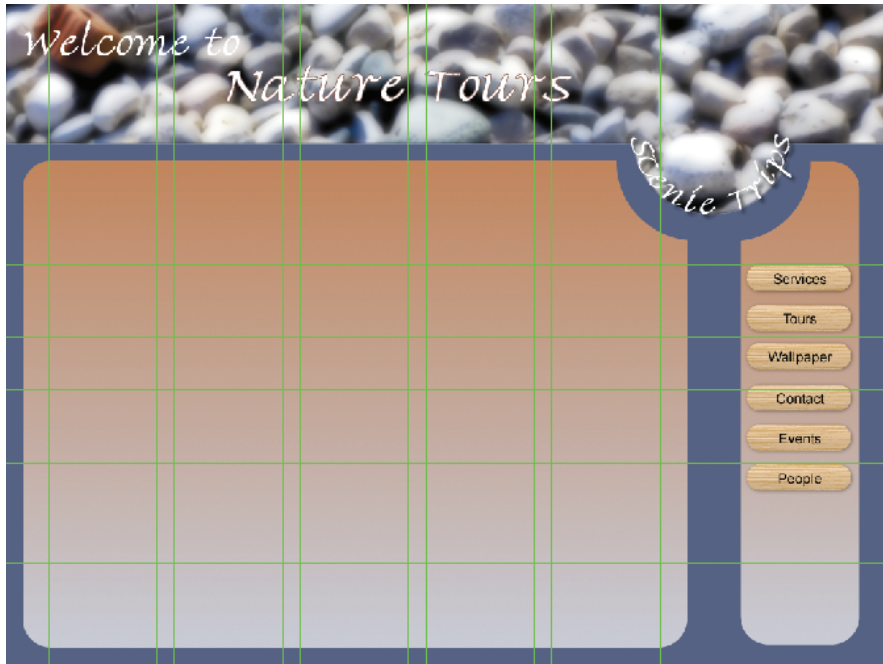 Welcome to
Nature Tours
Scenic Trips
Services
Tours
Wallpaper
Contact
Events
People